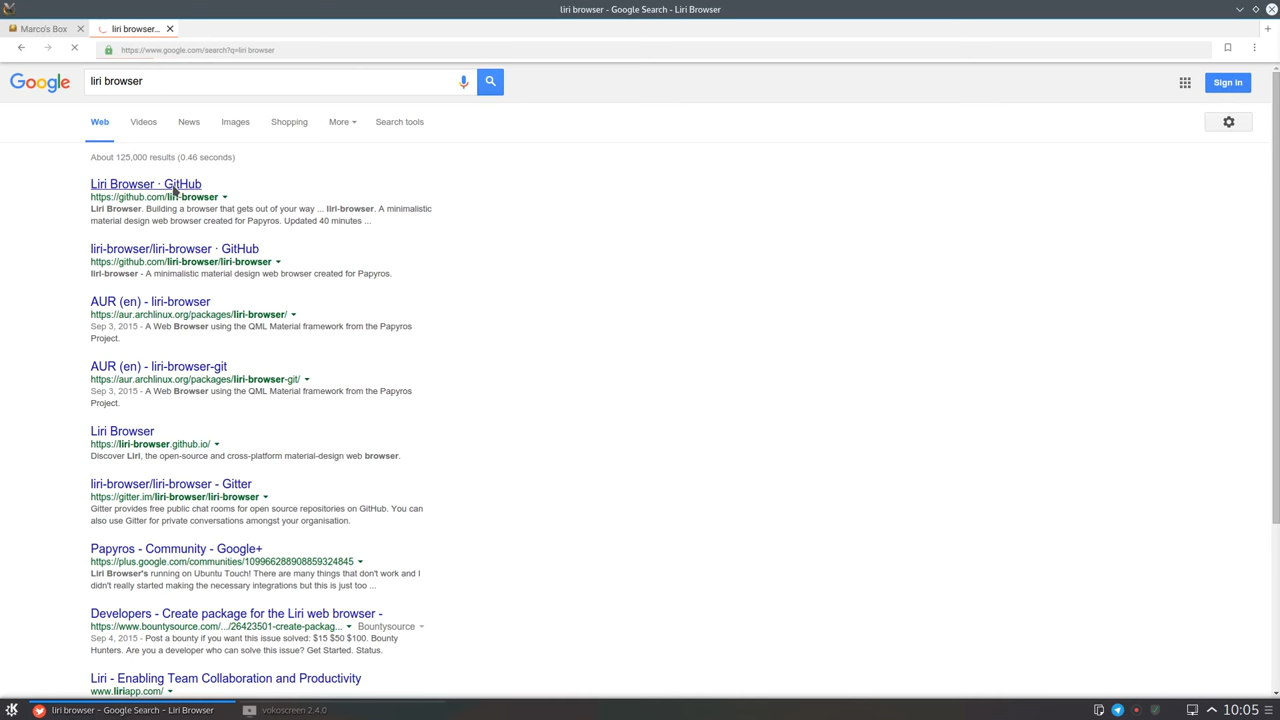 liri browser - Google Search - Liri Browser
Marco's Box
liri browser...
https://www.google.com/search?q=liri browser
Google
liri browser
Sign in
Web Videos News Images Shopping More Search tools
About 125,000 results (0.46 seconds)
Liri Browser · GitHub
https://github.com/liri-browser
Liri Browser. Building a browser that gets out of your way ... liri-browser. A minimalistic
material design web browser created for Papyros. Updated 40 minutes ...
liri-browser/liri-browser · GitHub
https://github.com/liri-browser/liri-browser
liri-browser - A minimalistic material design web browser created for Papyros.
AUR (en) - liri-browser
https://aur.archlinux.org/packages/liri-browser/
Sep 3, 2015 - A Web Browser using the QML Material framework from the Papyros
Project.
AUR (en) - liri-browser-git
https://aur.archlinux.org/packages/liri-browser-git/
Sep 3, 2015 - A Web Browser using the QML Material framework from the Papyros
Project.
Liri Browser
https://liri-browser.github.io/
Discover Liri, the open-source and cross-platform material-design web browser.
liri-browser/liri-browser - Gitter
https://gitter.im/liri-browser/liri-browser
Gitter provides free public chat rooms for open source repositories on GitHub. You can
also use Gitter for private conversations amongst your organisation.
Papyros - Community - Google+
https://plus.google.com/communities/109966288908859324845
Liri Browser's running on Ubuntu Touch! There are many things that don't work and I
didn't really started making the necessary integrations but this is just too ...
Developers - Create package for the Liri web browser -
https://www.bountysource.com/.../26423501-create-packag... Bountysource
Sep 4, 2015 - Post a bounty if you want this issue solved: $15 $50 $100. Bounty
Hunters. Are you a developer who can solve this issue? Get Started. Status.
Liri - Enabling Team Collaboration and Productivity
www.liriapp.com/
liri browser - Google Search - Liri Browser
vokoscreen 2.4.0
10:05